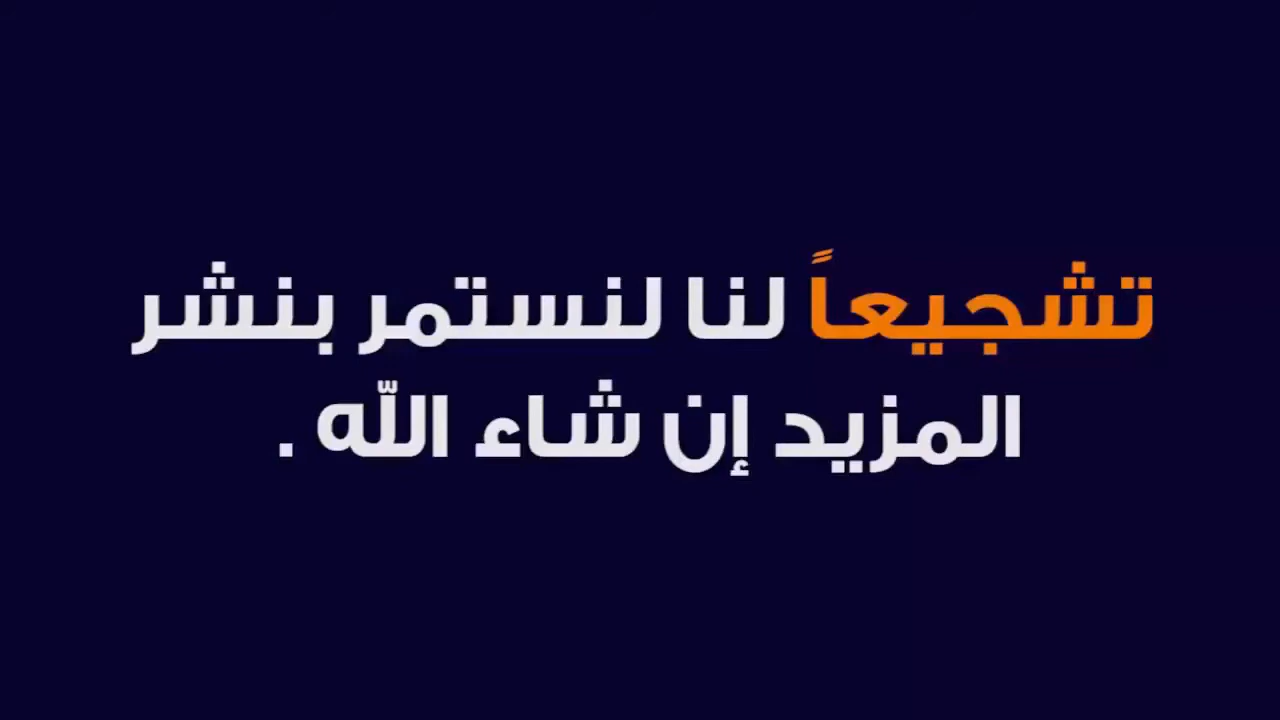 تشجيعاً لنا لنستمر بنشر
المزيد إن شاء اللّه .